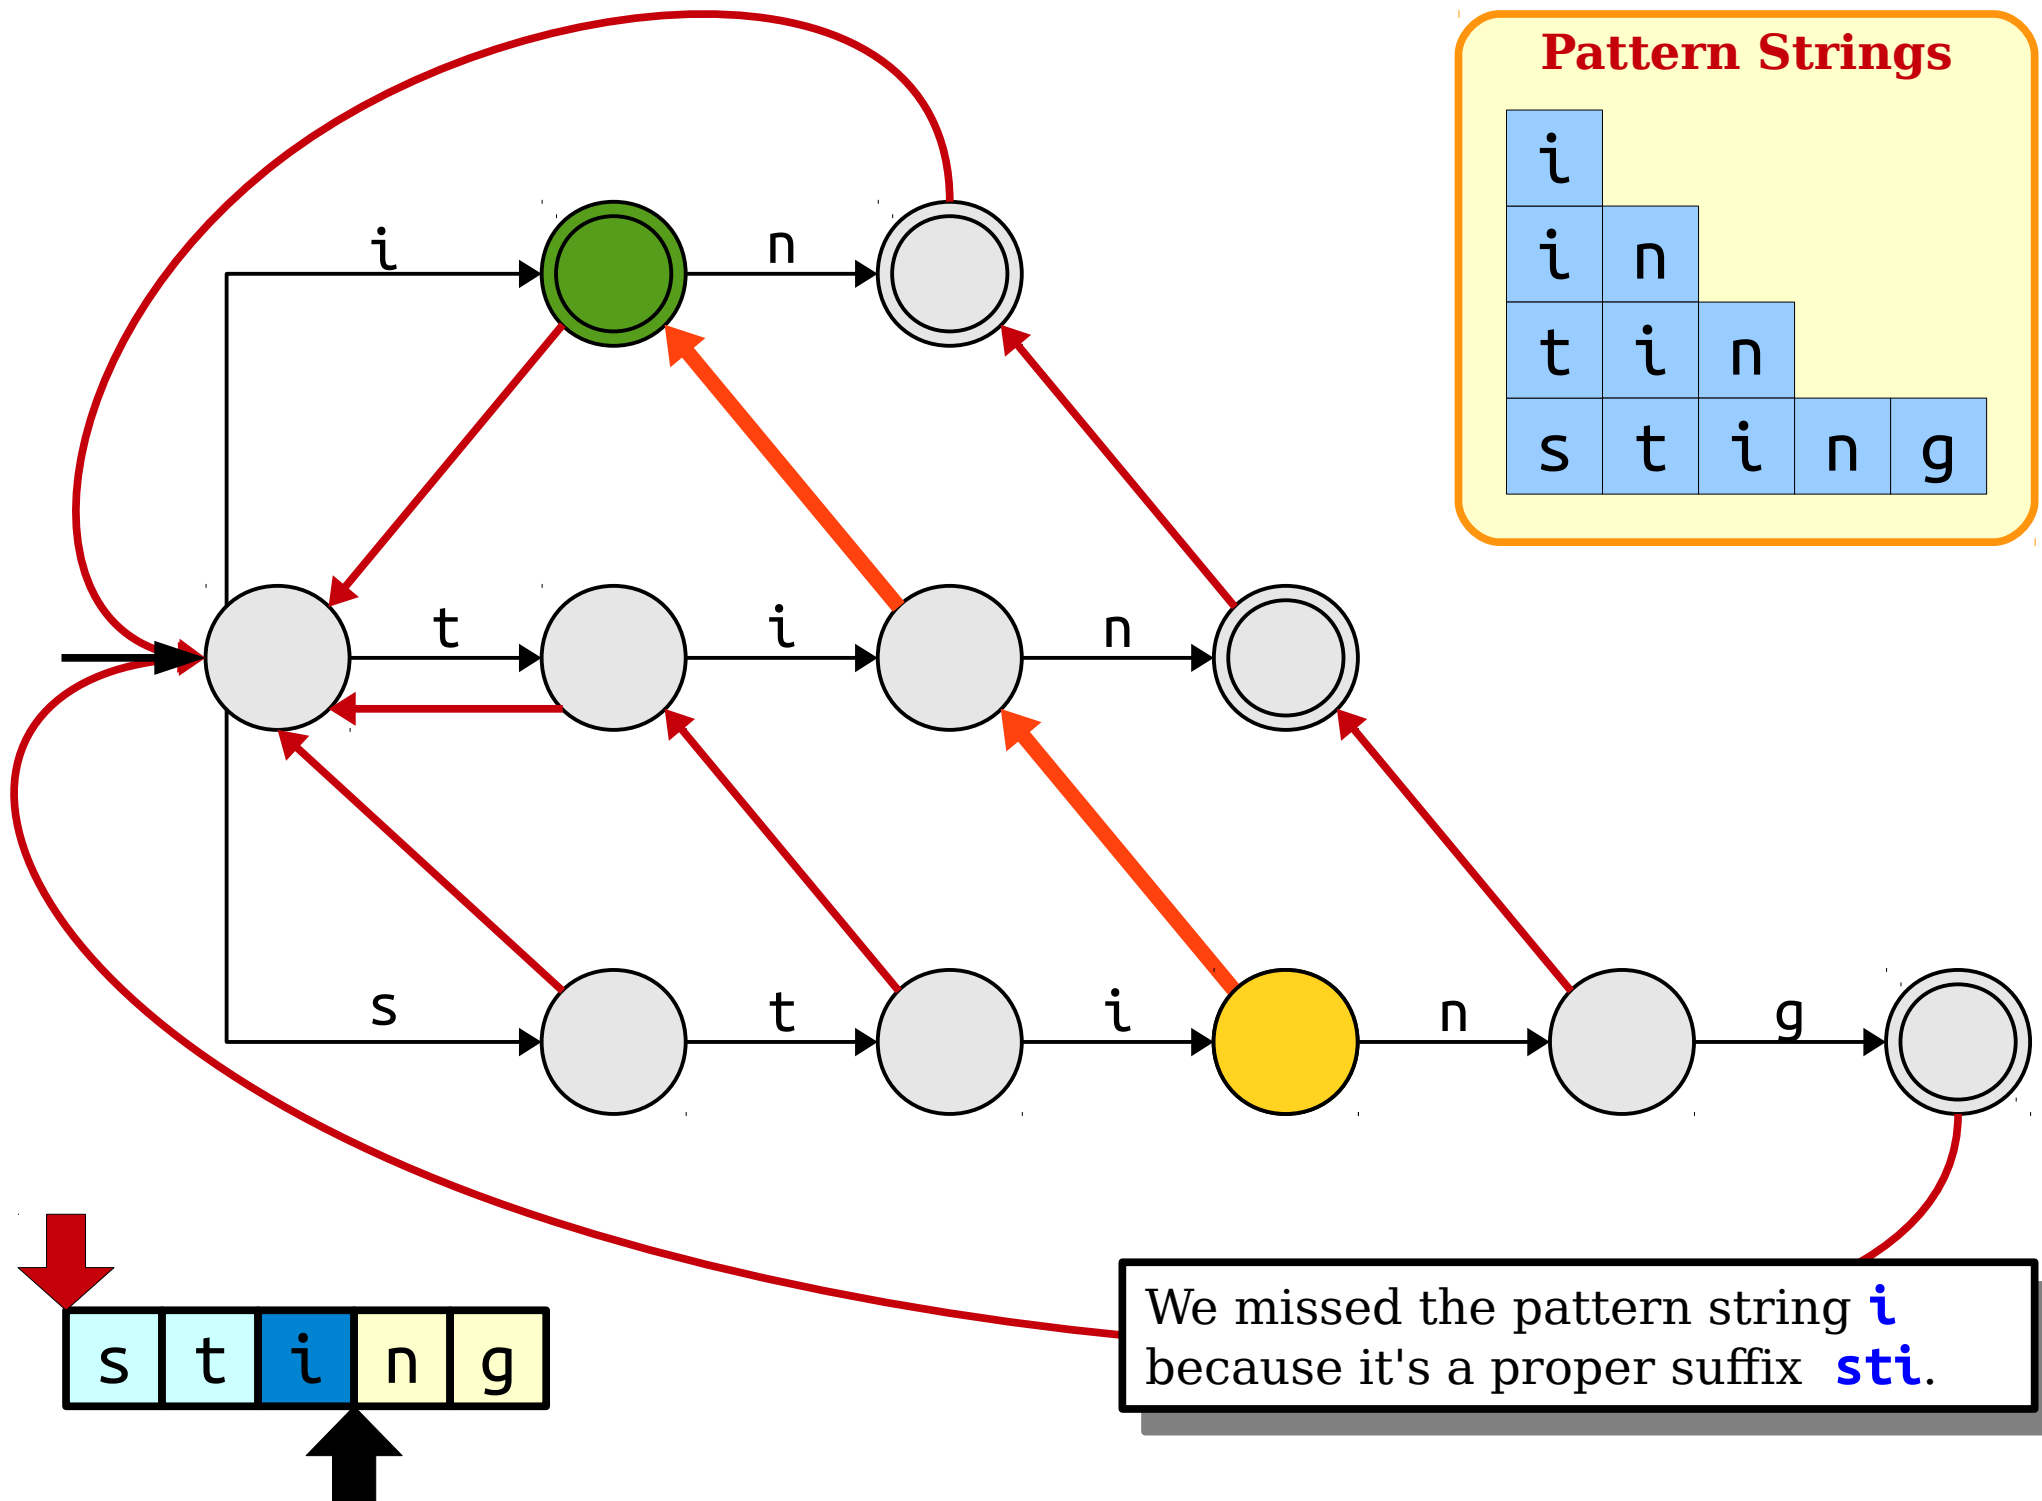 Pattern Strings
i
i n
t i n
s t i n g
i n
t i n
s t i n g
s t i n g
We missed the pattern string i
because it's a proper suffix sti.